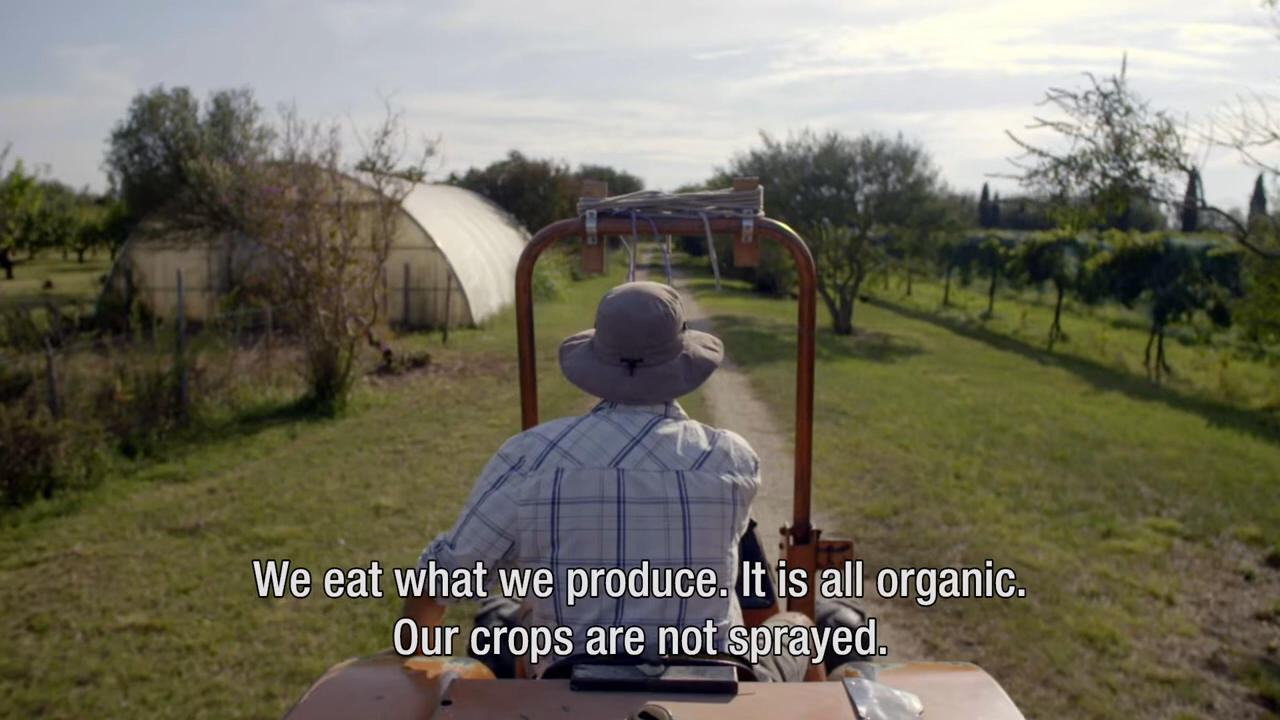 We eat what we produce. It is all organic.
Our crops are not sprayed.